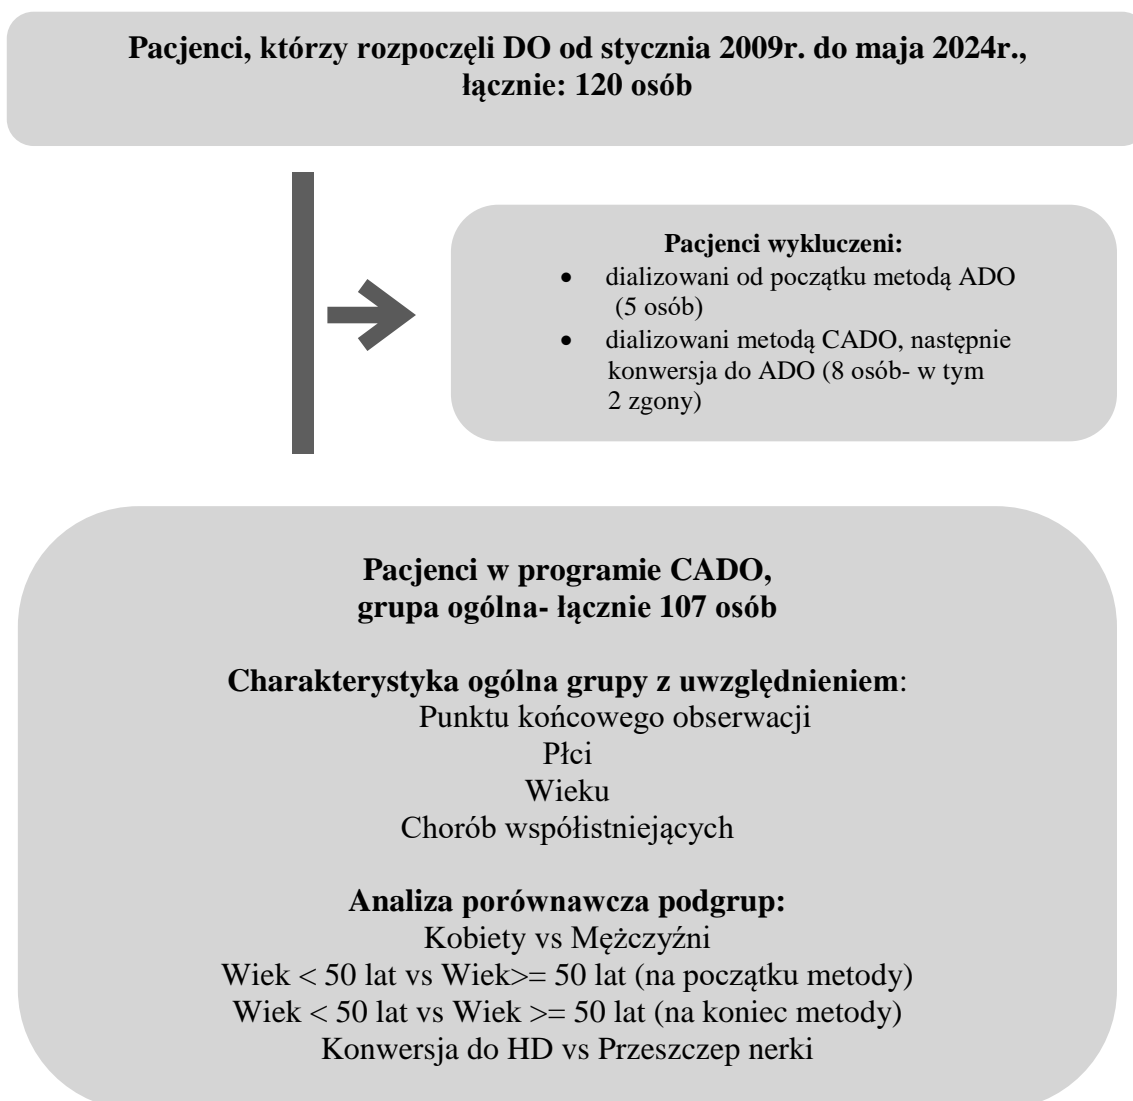 Pacjenci, którzy rozpoczęli DO od stycznia 2009r. do maja 2024r.,
łącznie: 120 osób
Pacjenci wykluczeni:
• dializowani od początku metodą ADO
(5 osób)
• dializowani metodą CADO, następnie
konwersja do ADO (8 osób- w tym
2 zgony)
Pacjenci w programie CADO,
grupa ogólna- łącznie 107 osób
Charakterystyka ogólna grupy z uwzględnieniem:
Punktu końcowego obserwacji
Płci
Wieku
Chorób współistniejących
Analiza porównawcza podgrup:
Kobiety vs Mężczyźni
Wiek < 50 lat vs Wiek>= 50 lat (na początku metody)
Wiek < 50 lat vs Wiek >= 50 lat (na koniec metody)
Konwersja do HD vs Przeszczep nerki